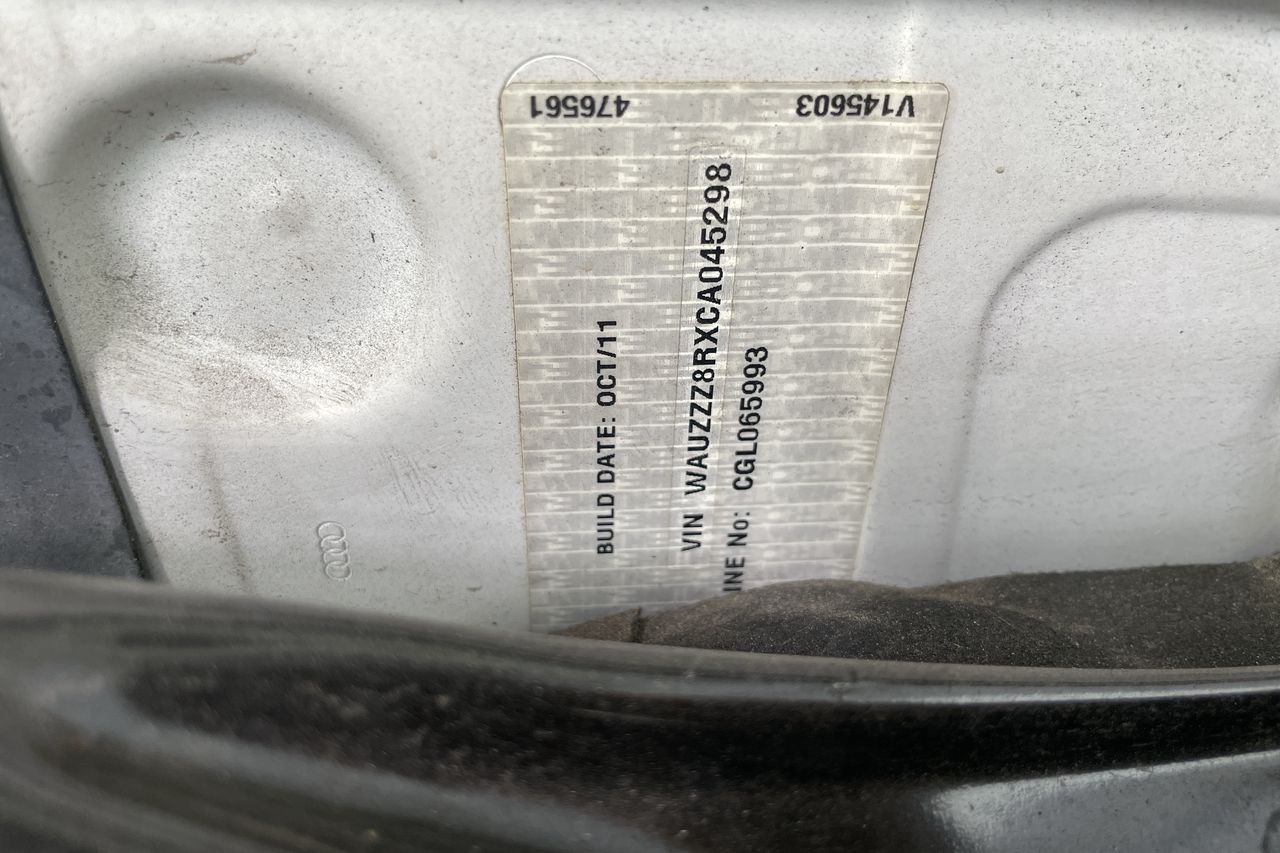 476561
V145603
BUILD DATE: OCT/11
VIN WAUZZZ8RXCA045298
INE No: CGL065993